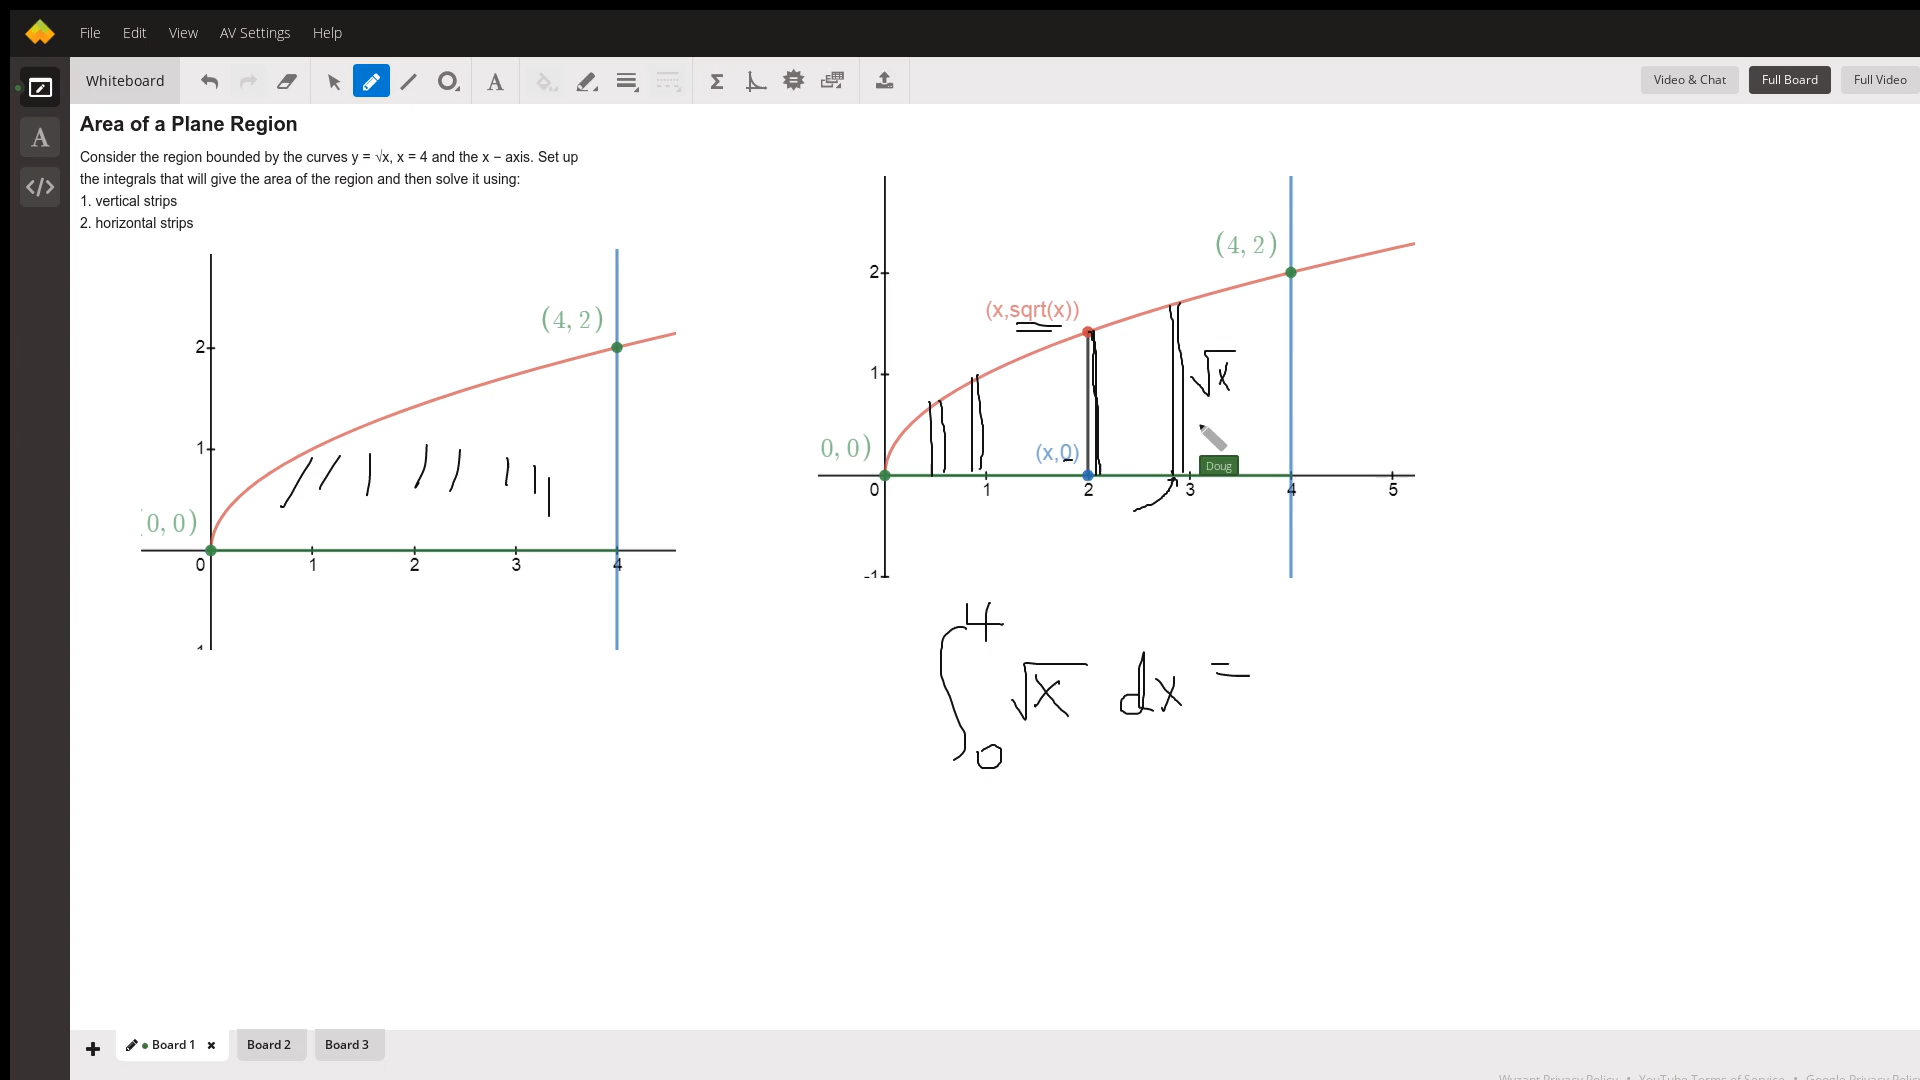 File Edit View AV Settings Help
Whiteboard A Σ Video & Chat Full Board Full Video
A
</>
Area of a Plane Region
Consider the region bounded by the curves y = √x, x = 4 and the x − axis. Set up
the integrals that will give the area of the region and then solve it using:
1. vertical strips
2. horizontal strips
(4, 2)
2
1
0, 0)
0 1 2 3 4
(4, 2)
2
(x,sqrt(x))
1
√x
0, 0)
(x,0)
Doug
0 1 2 3 4 5
-1
∫₀⁴ √x dx =
+ Board 1 × Board 2 Board 3